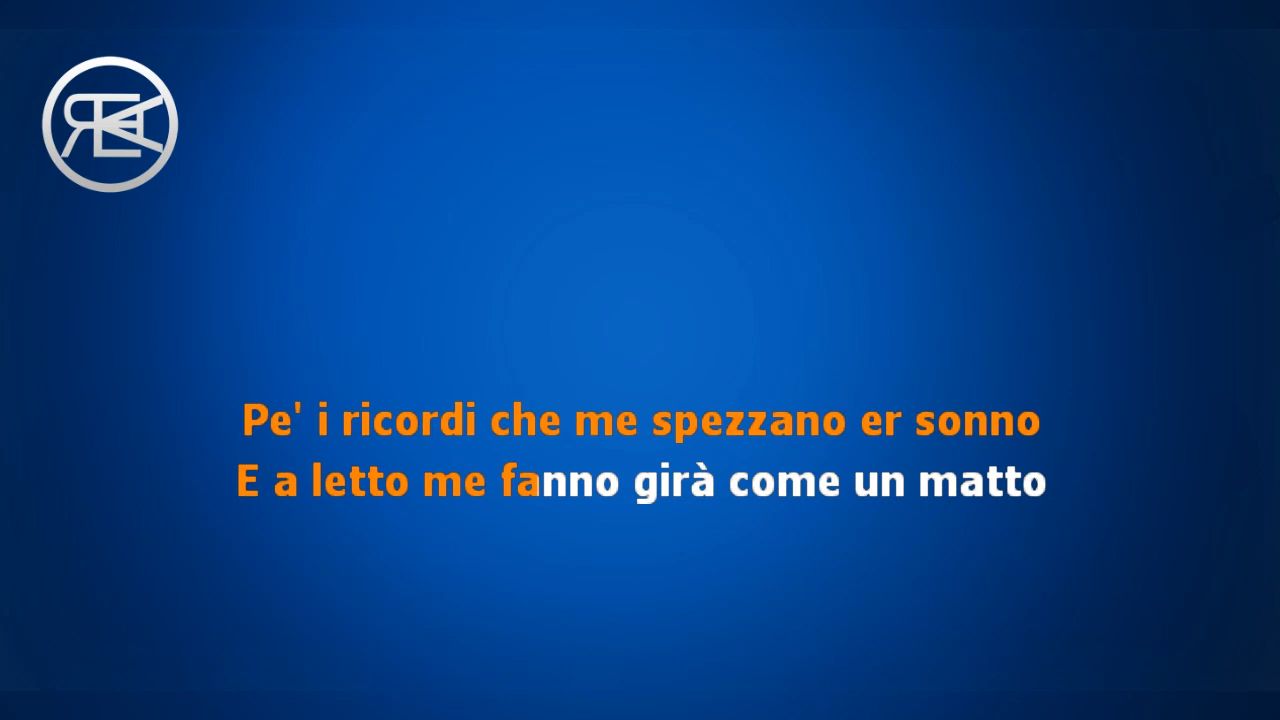 Pe' i ricordi che me spezzano er sonno
E a letto me fanno girà come un matto